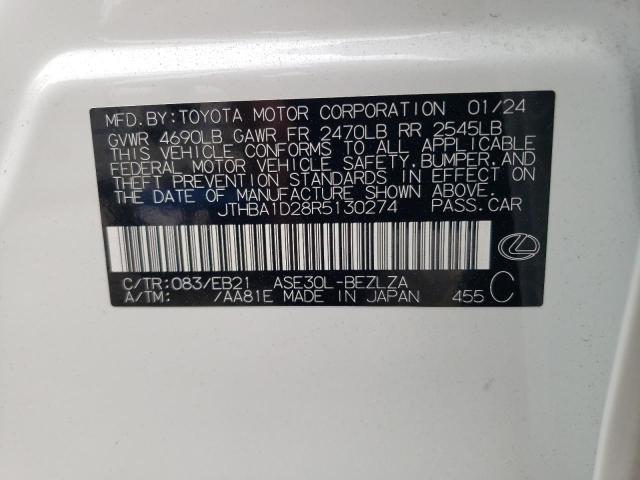 MFD.BY:TOYOTA MOTOR CORPORATION 01/24
GVWR 4690LB GAWR FR 2470LB RR 2545LB
THIS VEHICLE CONFORMS TO ALL APPLICABLE
FEDERAL MOTOR VEHICLE SAFETY,BUMPER,AND
THEFT PREVENTION STANDARDS IN EFFECT ON
THE DATE OF MANUFACTURE SHOWN ABOVE.
JTHBA1D28R5130274 PASS.CAR
C/TR:083/EB21 ASE30L-BEZLZA
A/TM: /AA81E MADE IN JAPAN 455 C